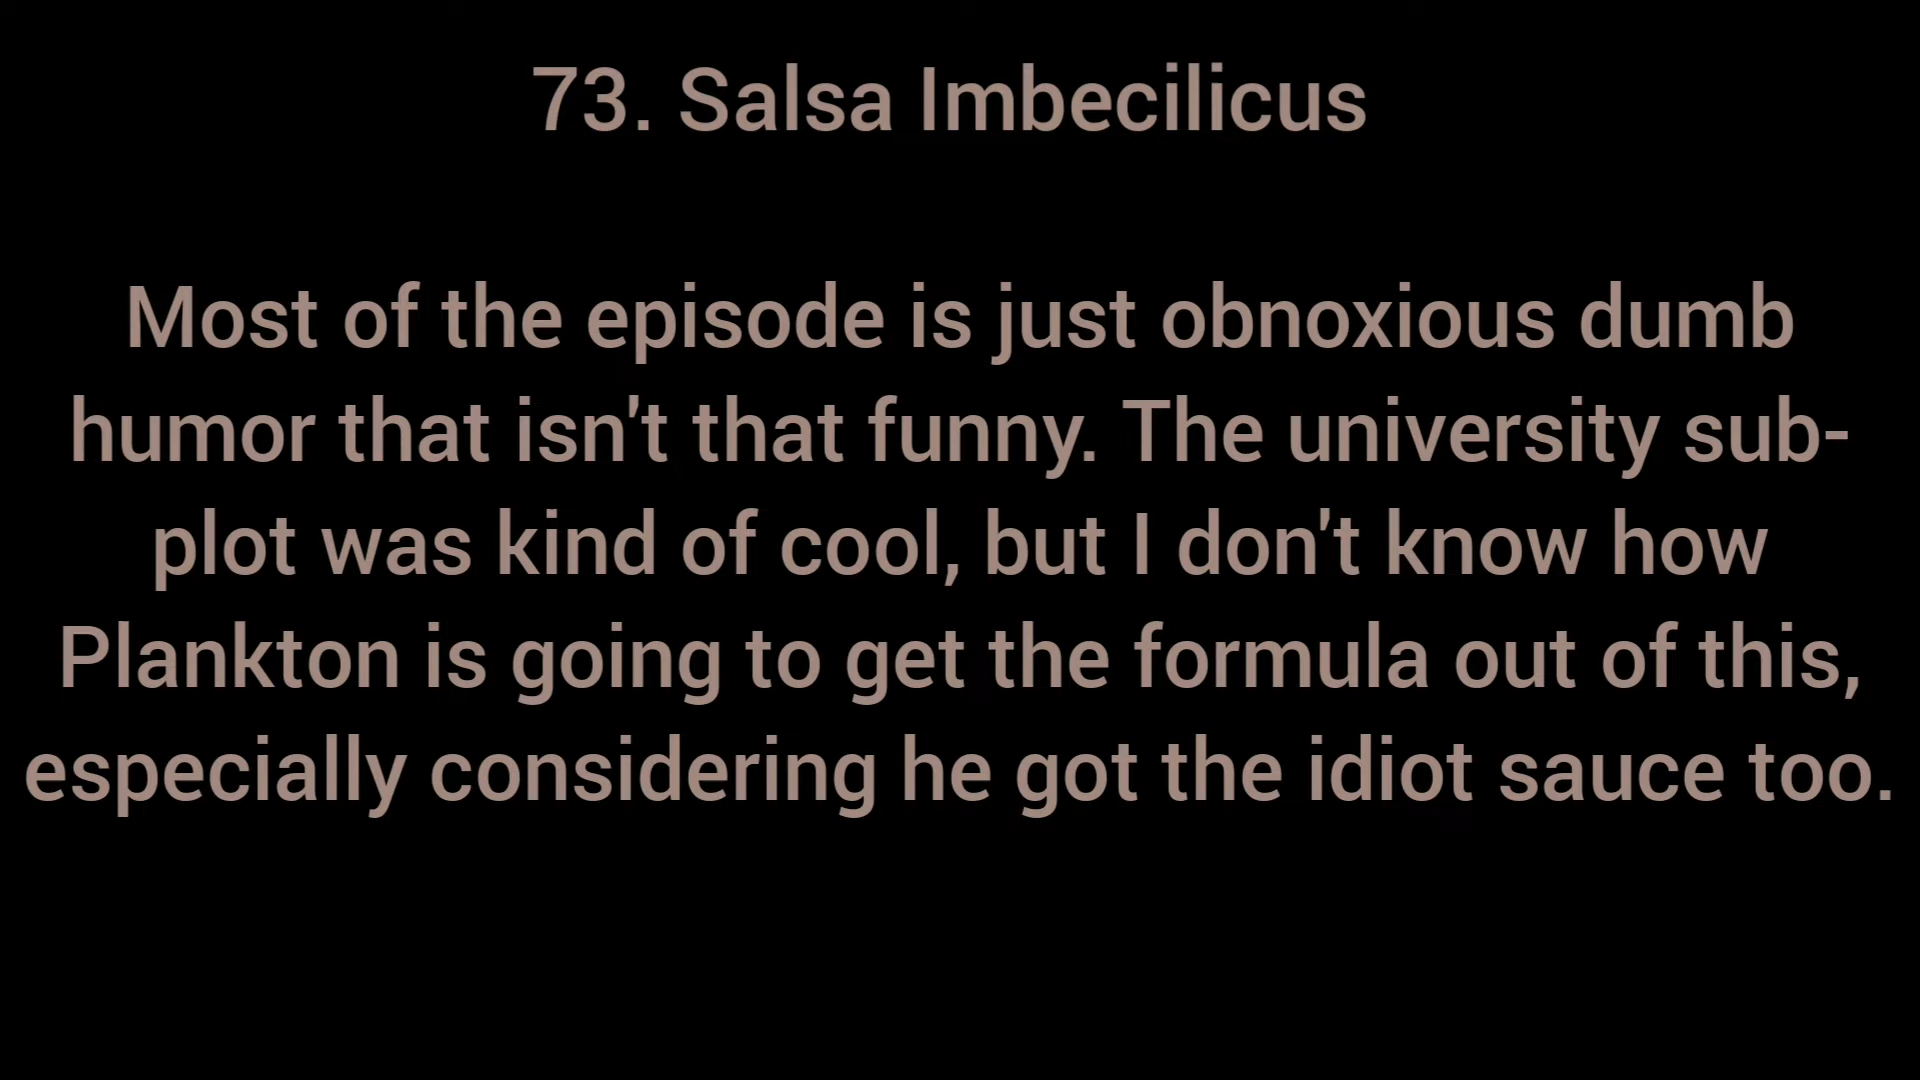 73. Salsa Imbecilicus
Most of the episode is just obnoxious dumb
humor that isn't that funny. The university sub-
plot was kind of cool, but I don't know how
Plankton is going to get the formula out of this,
especially considering he got the idiot sauce too.